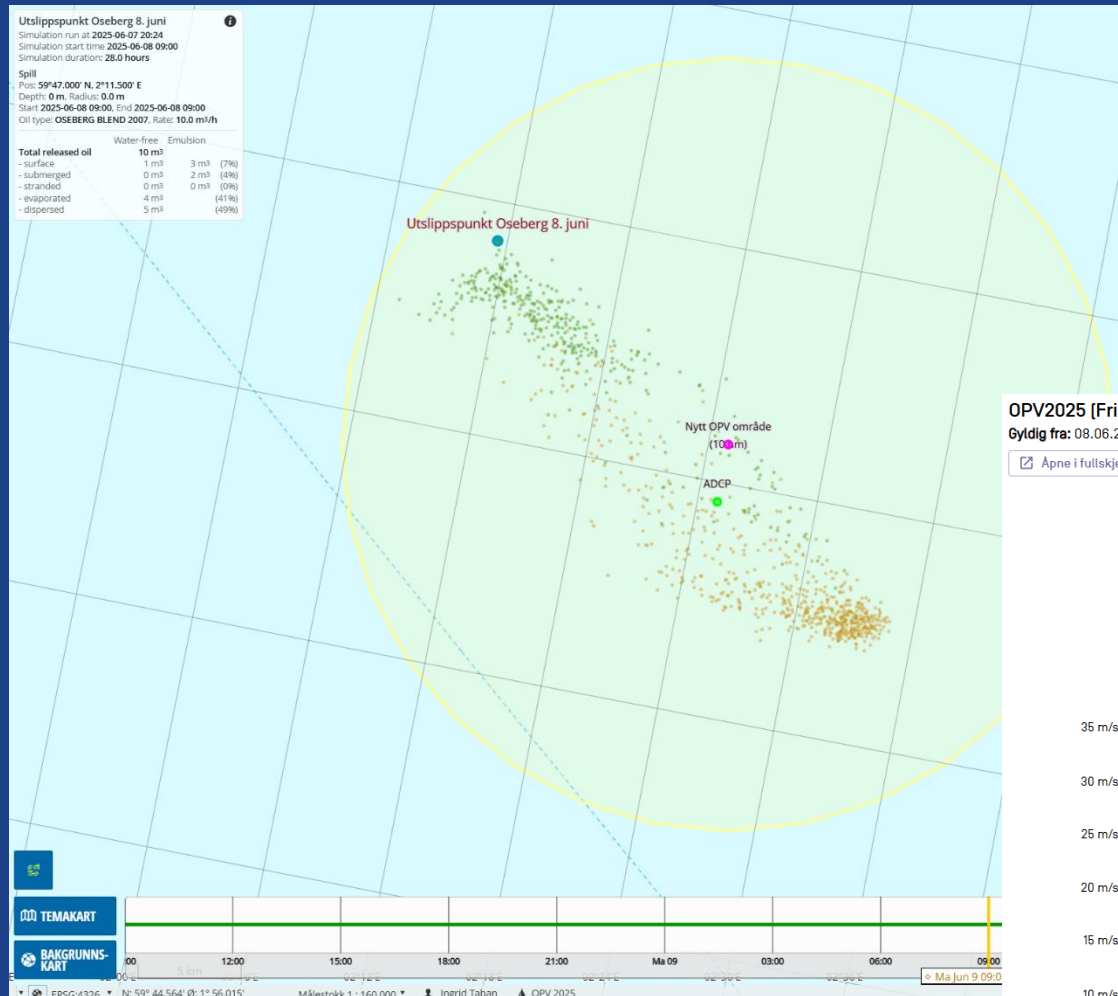 Utslippspunkt Oseberg 8. juni
Simulation run at 2025-06-07 20:24
Simulation start time 2025-06-08 09:00
Simulation duration: 28.0 hours
Spill
Pos: 59°47.000' N, 2°11.500' E
Depth: 0 m, Radius: 0.0 m
Start 2025-06-08 09:00, End 2025-06-08 09:00
Oil type: OSEBERG BLEND 2007, Rate: 10.0 m³/h
Water-free Emulsion
Total released oil 10 m³
- surface 1 m³ 3 m³ (7%)
- submerged 0 m³ 2 m³ (4%)
- stranded 0 m³ 0 m³ (0%)
- evaporated 4 m³ (41%)
- dispersed 5 m³ (49%)
Utslippspunkt Oseberg 8. juni
Nytt OPV område
(10 nm)
ADCP
OPV2025 (Fri
Gyldig fra: 08.06.2
Åpne i fullskje
35 m/s
30 m/s
25 m/s
20 m/s
15 m/s
10 m/s
TEMAKART
BAKGRUNNS-
KART
:00 12:00 15:00 18:00 21:00 Ma 09 03:00 06:00 09:00
5 km
Ma Jun 9 09:0
EPSG:4326 N: 59° 44.564' Ø: 1° 56.015' Målestokk 1 : 160 000 Ingrid Taban OPV 2025